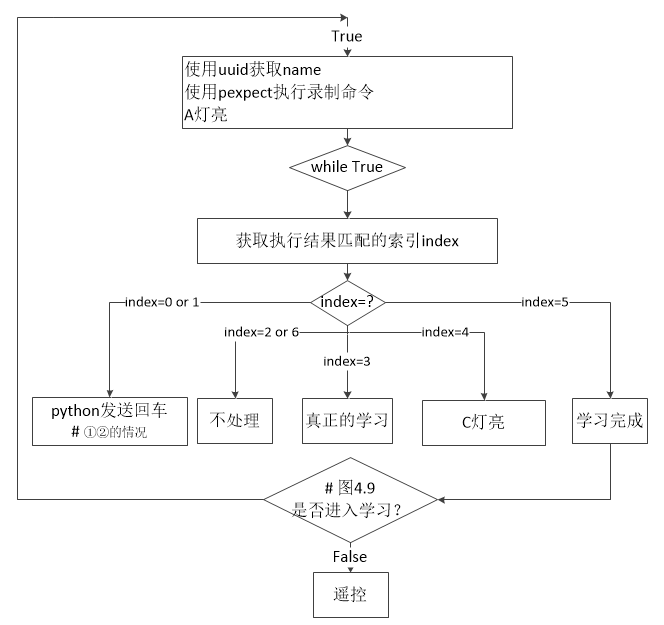 True
使用uuid获取name
使用pexpect执行录制命令
A灯亮
while True
获取执行结果匹配的索引index
index=?
index=0 or 1
index=5
index=2 or 6
index=4
index=3
python发送回车
# ①②的情况
不处理
真正的学习
C灯亮
学习完成
# 图4.9
是否进入学习？
False
遥控